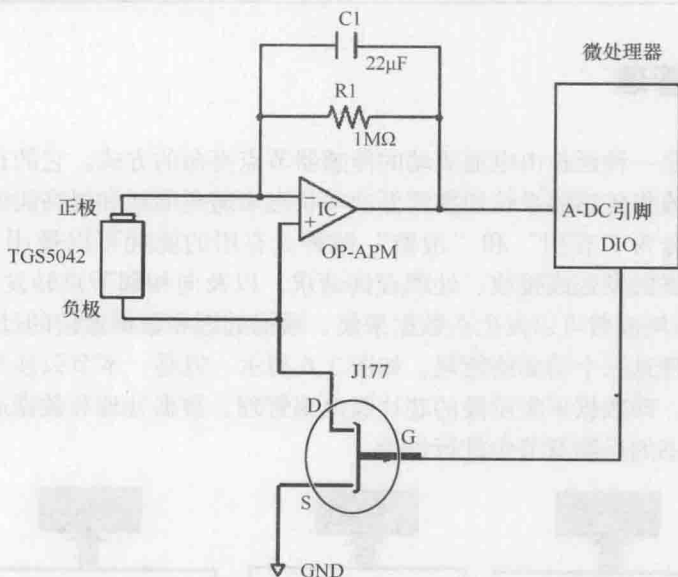 C1
22μF
R1
1MΩ
微处理器
IC
+
OP-APM
A-DC引脚
DIO
正极
TGS5042
负极
J177
D
G
S
GND